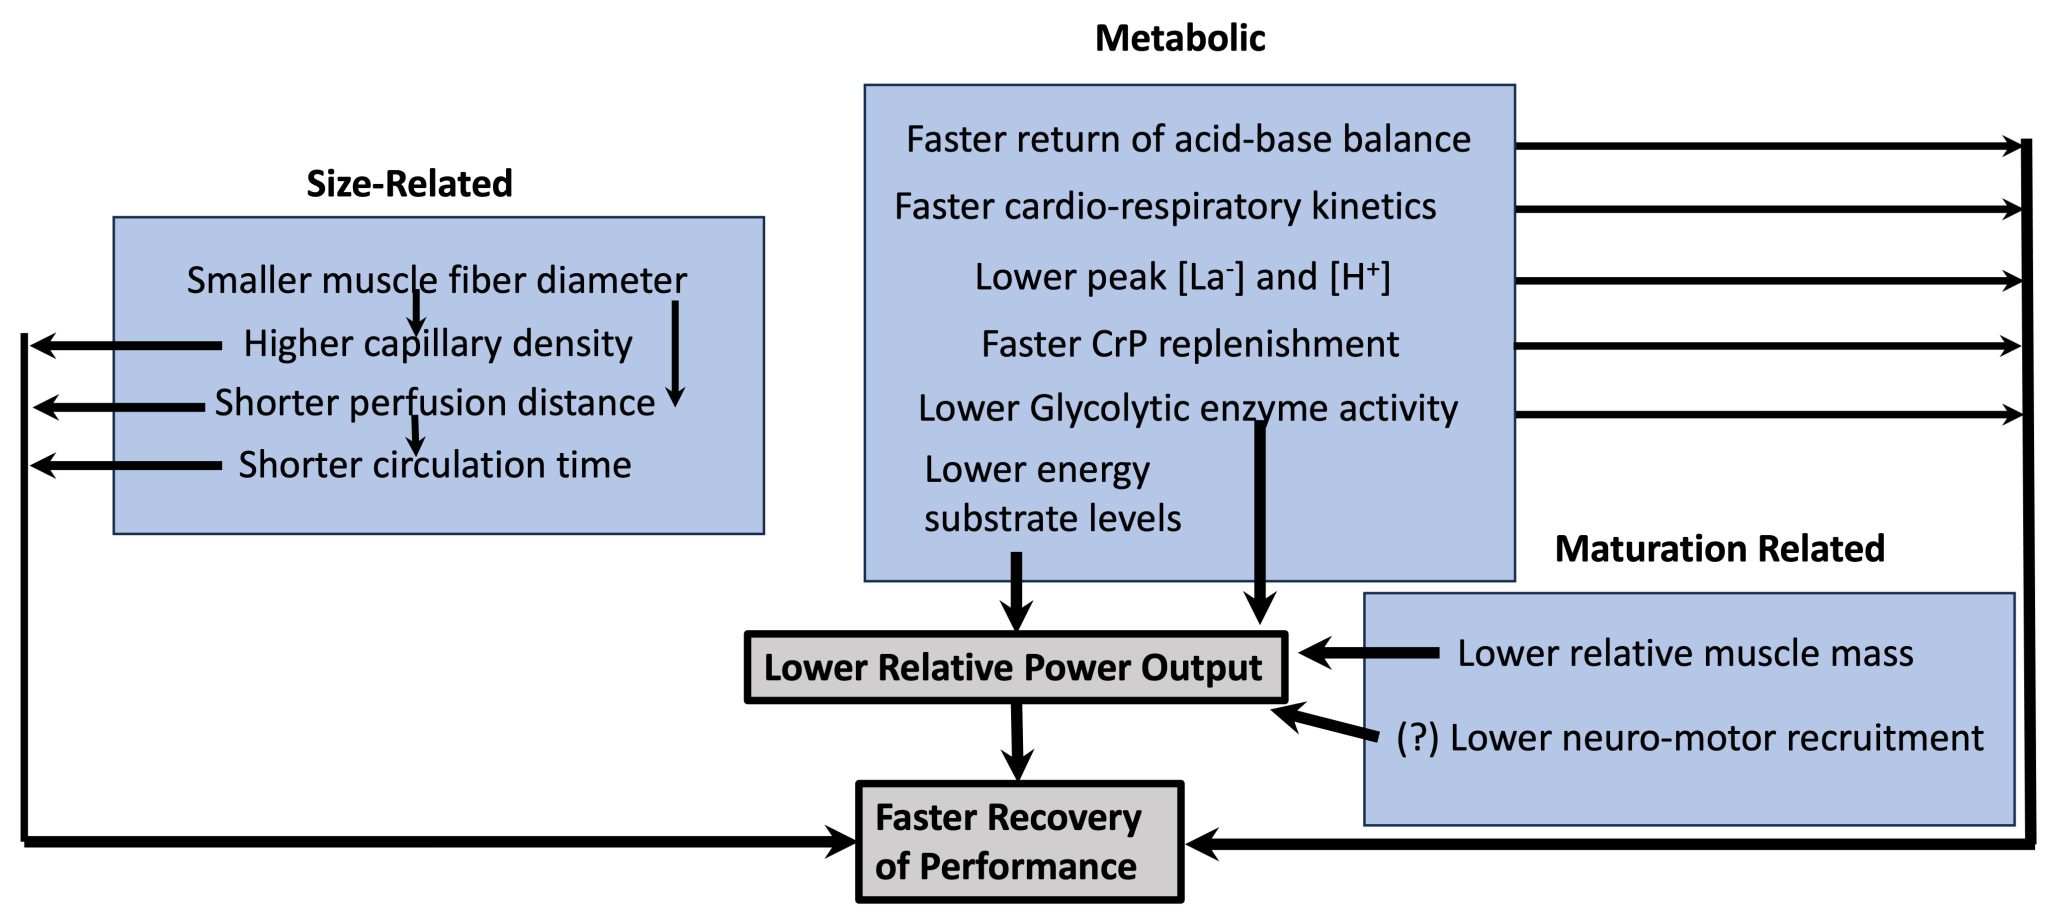 Metabolic
Faster return of acid-base balance
Faster cardio-respiratory kinetics
Lower peak [La⁻] and [H⁺]
Faster CrP replenishment
Lower Glycolytic enzyme activity
Lower energy
substrate levels
Size-Related
Smaller muscle fiber diameter
Higher capillary density
Shorter perfusion distance
Shorter circulation time
Maturation Related
Lower relative muscle mass
(?) Lower neuro-motor recruitment
Lower Relative Power Output
Faster Recovery
of Performance